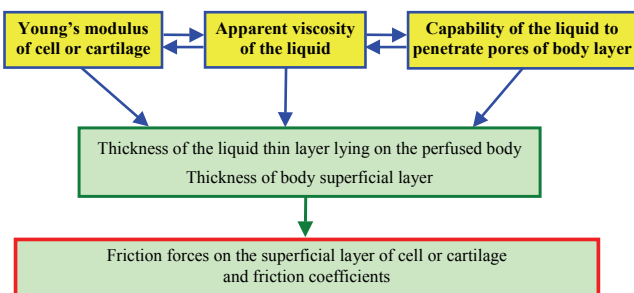 Young's modulus
of cell or cartilage
Apparent viscosity
of the liquid
Capability of the liquid to
penetrate pores of body layer
Thickness of the liquid thin layer lying on the perfused body
Thickness of body superficial layer
Friction forces on the superficial layer of cell or cartilage
and friction coefficients